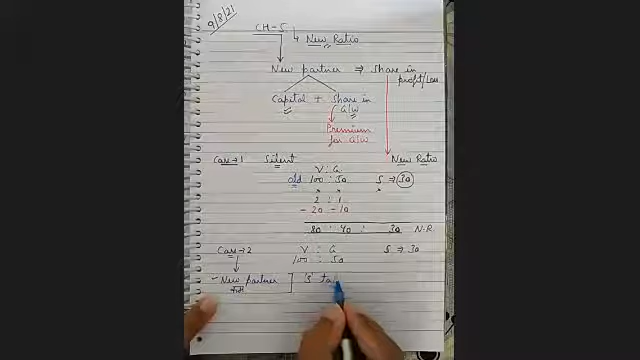 9/8/21
CH-5
↳ New Ratio
New partner ⇒ Share in profit/Loss
Capital + Share in G/W
Premium for G/W
Case→1 Silent New Ratio
V : G
old 100 : 50 S → 30
2 : 1
- 20 - 10
80 : 40 : 30 N.R
Case→2 V : G S → 30
100 : 50
- New partner ] 'S' ta